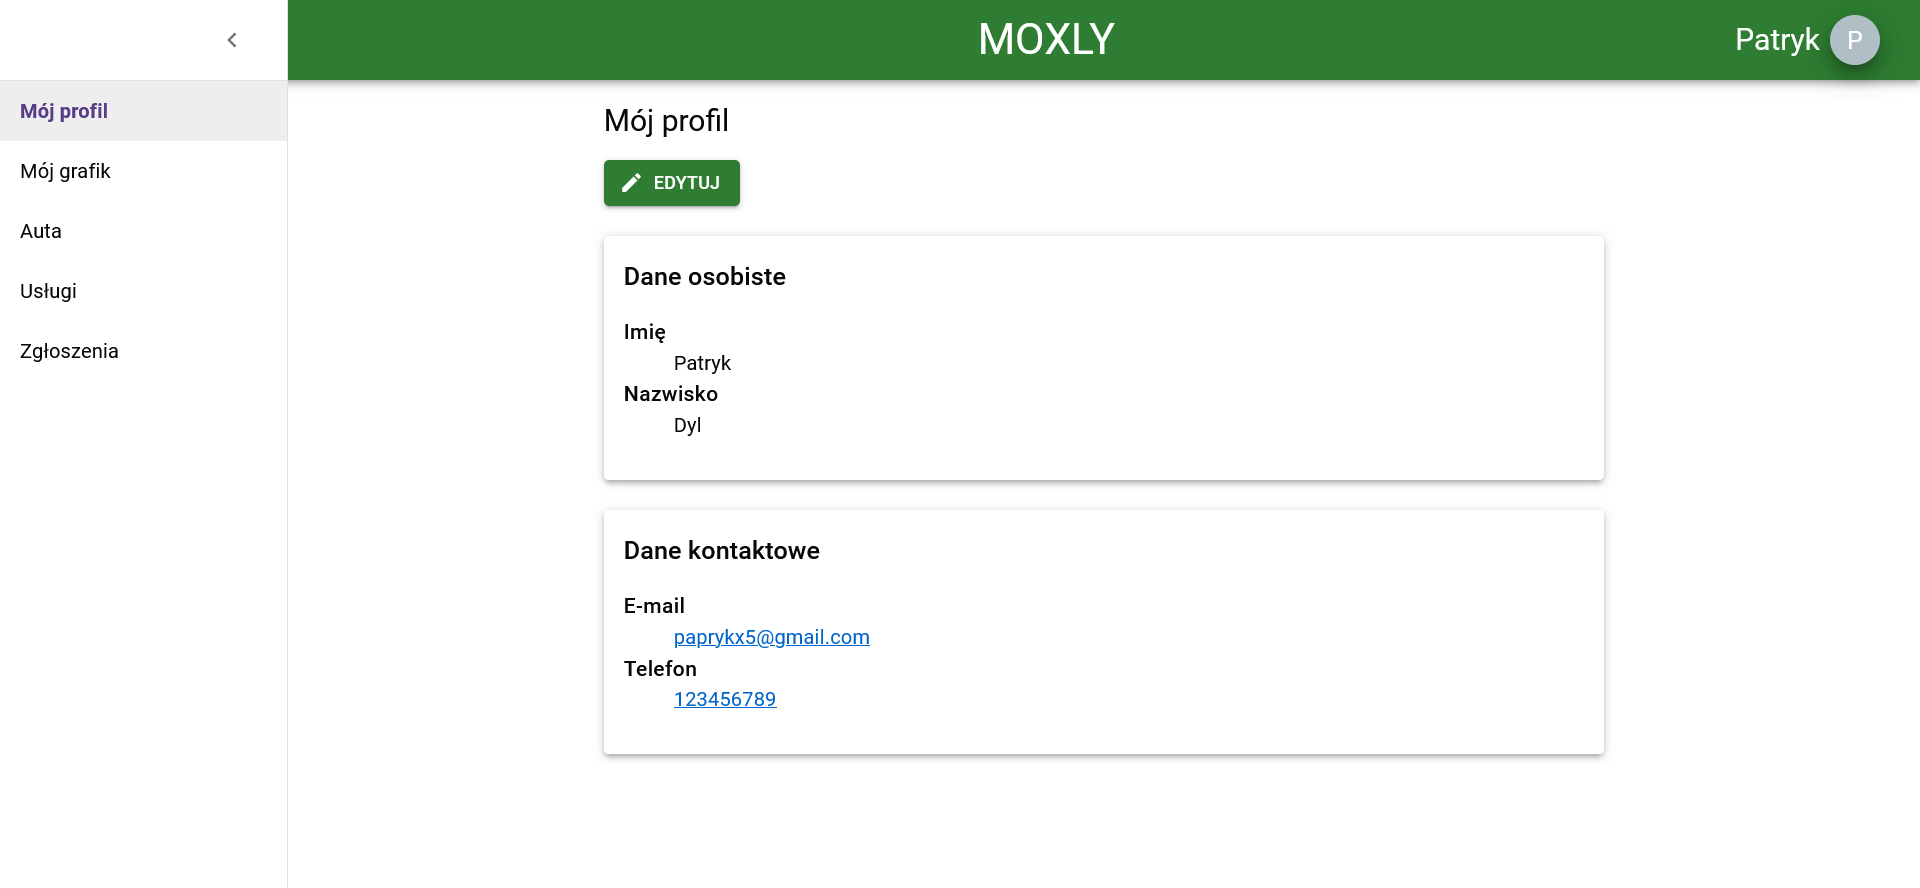 MOXLY
Patryk P
Mój profil
Mój grafik
Auta
Usługi
Zgłoszenia
Mój profil
EDYTUJ
Dane osobiste
Imię
Patryk
Nazwisko
Dyl
Dane kontaktowe
E-mail
paprykx5@gmail.com
Telefon
123456789